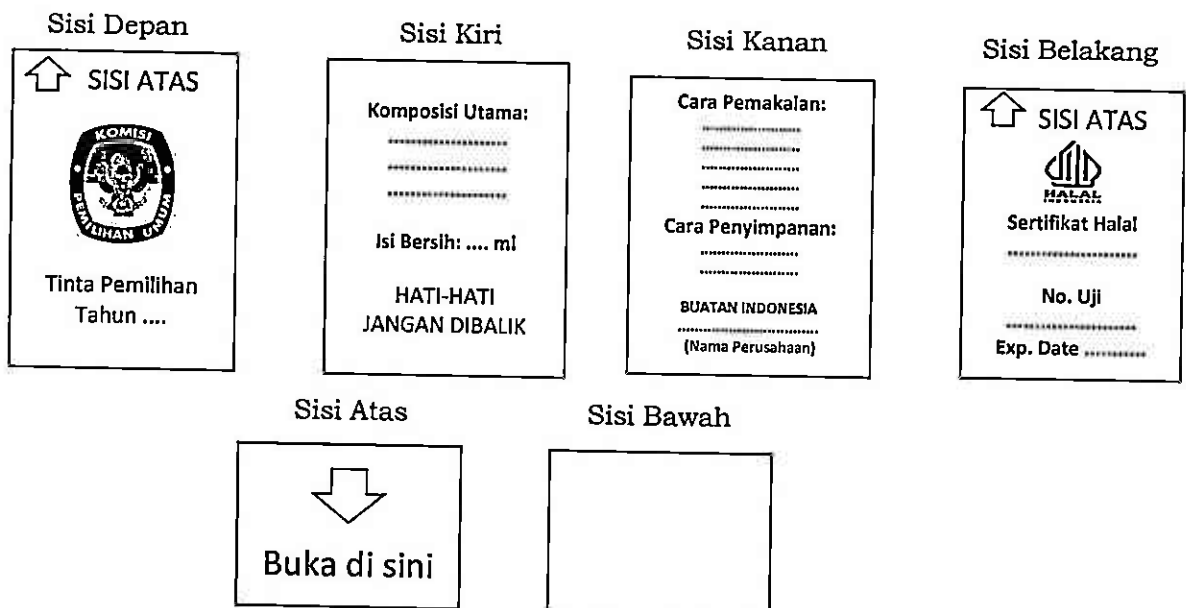 Sisi Depan
SISI ATAS
KOMISI
PEMILIHAN UMUM
Tinta Pemilihan
Tahun ....
Sisi Kiri
Komposisi Utama:
....................
....................
....................
Isi Bersih: .... ml
HATI-HATI
JANGAN DIBALIK
Sisi Kanan
Cara Pemakaian:
....................
....................
....................
....................
....................
Cara Penyimpanan:
....................
....................
BUATAN INDONESIA
............................
(Nama Perusahaan)
Sisi Belakang
SISI ATAS
HALAL
INDONESIA
Sertifikat Halal
......................
No. Uji
......................
Exp. Date ...........
Sisi Atas
Buka di sini
Sisi Bawah